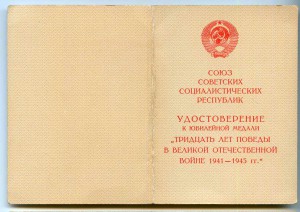 СОЮЗ
СОВЕТСКИХ
СОЦИАЛИСТИЧЕСКИХ
РЕСПУБЛИК
УДОСТОВЕРЕНИЕ
К ЮБИЛЕЙНОЙ МЕДАЛИ
„ТРИДЦАТЬ ЛЕТ ПОБЕДЫ
В ВЕЛИКОЙ ОТЕЧЕСТВЕННОЙ
ВОЙНЕ 1941—1945 гг."